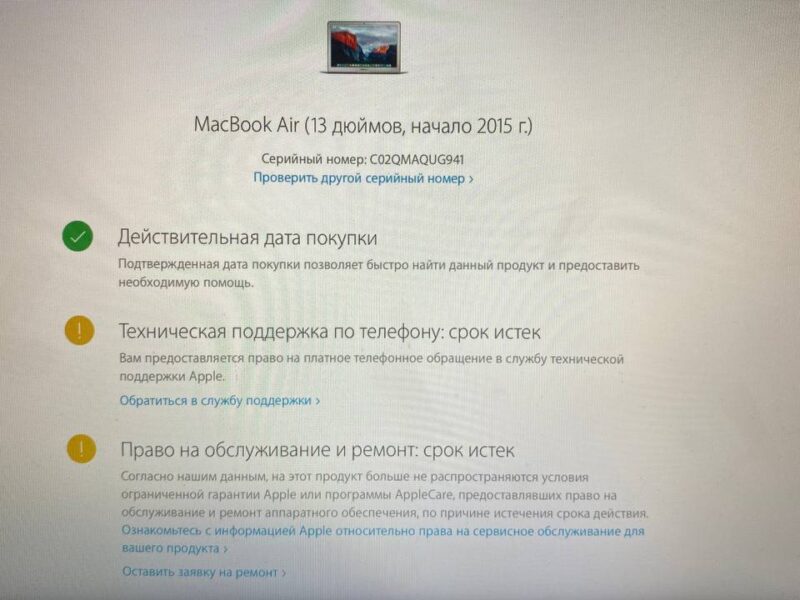 MacBook Air (13 дюймов, начало 2015 г.)
Серийный номер: C02QMAQUG941
Проверить другой серийный номер ›
Действительная дата покупки
Подтвержденная дата покупки позволяет быстро найти данный продукт и предоставить
необходимую помощь.
Техническая поддержка по телефону: срок истек
Вам предоставляется право на платное телефонное обращение в службу технической
поддержки Apple.
Обратиться в службу поддержки ›
Право на обслуживание и ремонт: срок истек
Согласно нашим данным, на этот продукт больше не распространяются условия
ограниченной гарантии Apple или программы AppleCare, предоставлявших право на
обслуживание и ремонт аппаратного обеспечения, по причине истечения срока действия.
Ознакомьтесь с информацией Apple относительно права на сервисное обслуживание для
вашего продукта ›
Оставить заявку на ремонт ›